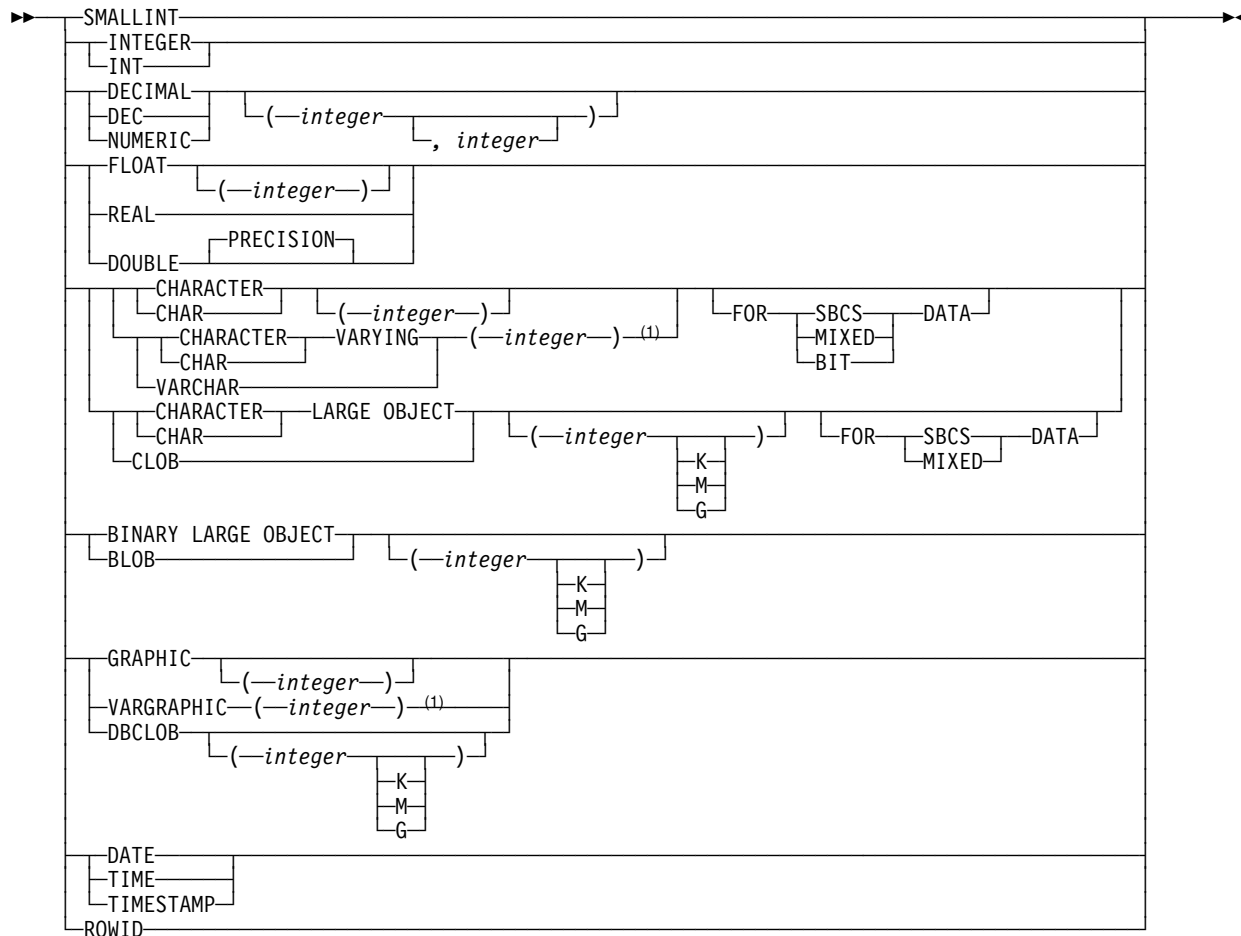 SMALLINT
INTEGER
INT
DECIMAL
DEC ( integer )
NUMERIC , integer
FLOAT
( integer )
REAL
PRECISION
DOUBLE
CHARACTER
CHAR ( integer ) FOR SBCS DATA
CHARACTER VARYING ( integer ) (1) MIXED
CHAR BIT
VARCHAR
CHARACTER LARGE OBJECT
CHAR ( integer ) FOR SBCS DATA
CLOB K MIXED
M
G
BINARY LARGE OBJECT
BLOB ( integer )
K
M
G
GRAPHIC
( integer )
VARGRAPHIC ( integer ) (1)
DBCLOB
( integer )
K
M
G
DATE
TIME
TIMESTAMP
ROWID